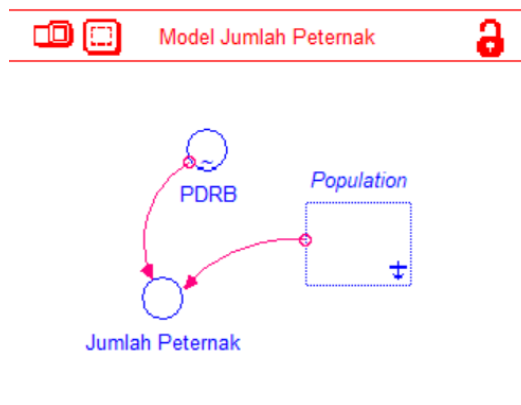 Model Jumlah Peternak
PDRB
Population
Jumlah Peternak